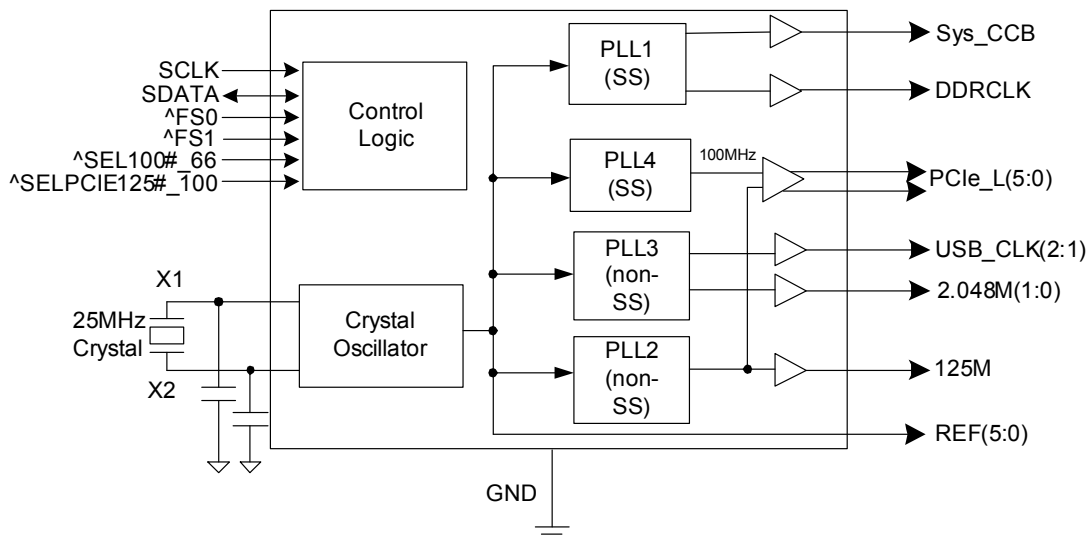 SCLK
SDATA
^FS0
^FS1
^SEL100#_66
^SELPCIE125#_100
Control
Logic
X1
25MHz
Crystal
X2
Crystal
Oscillator
PLL1
(SS)
PLL4
(SS)
100MHz
PLL3
(non-
SS)
PLL2
(non-
SS)
Sys_CCB
DDRCLK
PCIe_L(5:0)
USB_CLK(2:1)
2.048M(1:0)
125M
REF(5:0)
GND